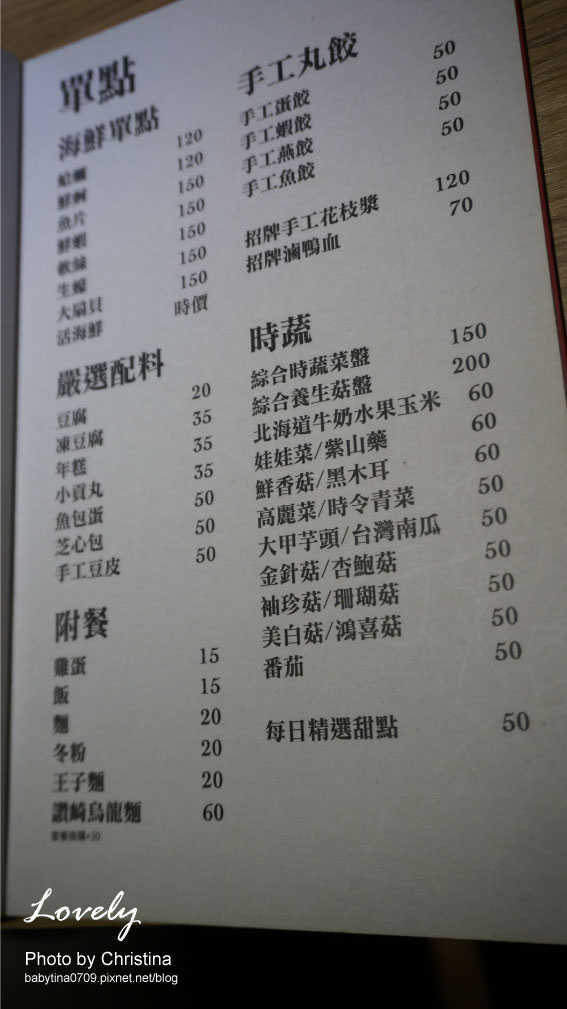 單點
海鮮單點
蛤蠣 120
鮮蚵 120
魚片 150
鮮蝦 150
軟絲 150
生蠔 150
大扇貝 150
活海鮮 時價
嚴選配料
豆腐 20
凍豆腐 35
年糕 35
小貢丸 35
魚包蛋 50
芝心包 50
手工豆皮 50
附餐
雞蛋 15
飯 15
麵 20
冬粉 20
王子麵 20
讚崎烏龍麵 60
手工丸餃
手工蛋餃 50
手工蝦餃 50
手工燕餃 50
手工魚餃 50
招牌手工花枝漿 120
招牌滷鴨血 70
時蔬
綜合時蔬菜盤 150
綜合養生菇盤 200
北海道牛奶水果玉米 60
娃娃菜/紫山藥 60
鮮香菇/黑木耳 60
高麗菜/時令青菜 50
大甲芋頭/台灣南瓜 50
金針菇/杏鮑菇 50
袖珍菇/珊瑚菇 50
美白菇/鴻喜菇 50
番茄 50
每日精選甜點 50
Lovely
Photo by Christina
babytina0709.pixnet.net/blog